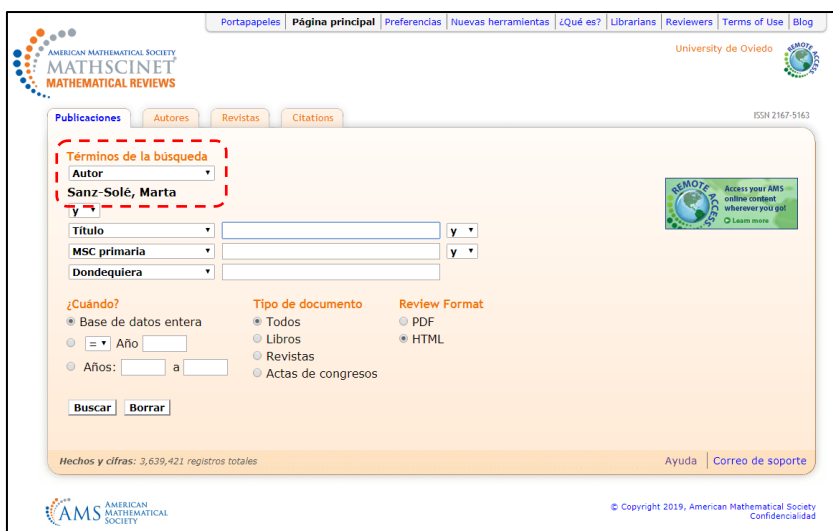 Portapapeles | Página principal | Preferencias | Nuevas herramientas | ¿Qué es? | Librarians | Reviewers | Terms of Use | Blog
AMERICAN MATHEMATICAL SOCIETY
MATHSCINET
MATHEMATICAL REVIEWS
University de Oviedo
REMOTE ACCESS
Publicaciones Autores Revistas Citations
ISSN 2167-5163
Términos de la búsqueda
Autor
Sanz-Solé, Marta
y
Título y
MSC primaria y
Dondequiera
REMOTE ACCESS
Access your AMS
online content
wherever you go!
Learn more
¿Cuándo? Tipo de documento Review Format
Base de datos entera Todos PDF
= Año Libros HTML
Revistas
Años: a Actas de congresos
Buscar Borrar
Hechos y cifras: 3,639,421 registros totales
Ayuda | Correo de soporte
AMS AMERICAN
MATHEMATICAL
SOCIETY
© Copyright 2019, American Mathematical Society
Confidencialidad